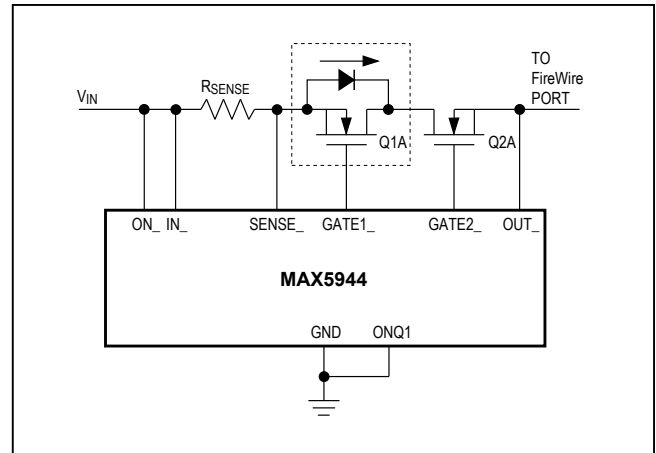 TO
FireWire
PORT
VIN
RSENSE
Q1A
Q2A
ON_ IN_ SENSE_ GATE1_ GATE2_ OUT_
MAX5944
GND ONQ1